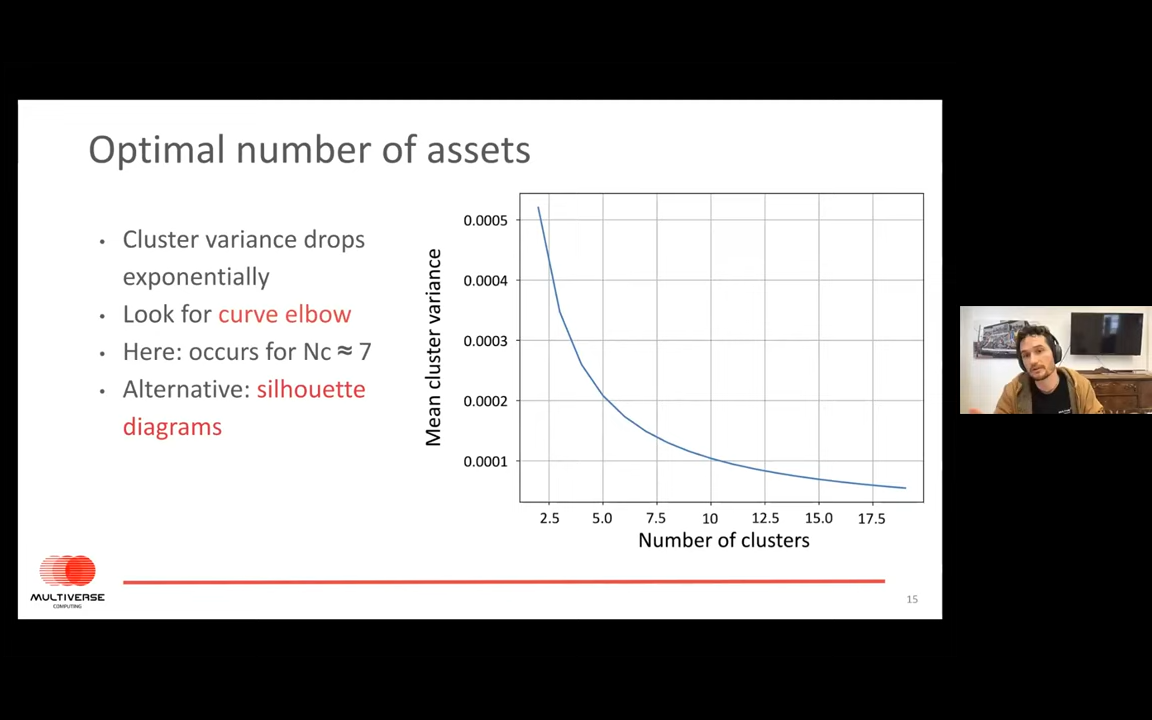 Optimal number of assets
• Cluster variance drops
exponentially
• Look for curve elbow
• Here: occurs for Nc ≈ 7
• Alternative: silhouette
diagrams
Mean cluster variance
0.0005
0.0004
0.0003
0.0002
0.0001
2.5 5.0 7.5 10 12.5 15.0 17.5
Number of clusters
MULTIVERSE
COMPUTING
15